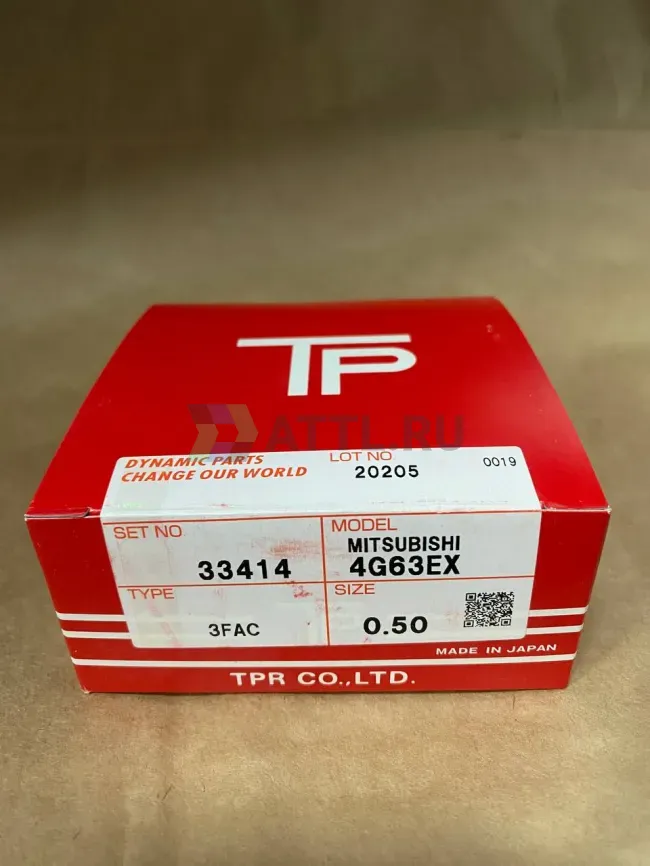 TP
ATTL.RU
DYNAMIC PARTS
CHANGE OUR WORLD
LOT NO.
20205
0019
SET NO.
33414
MODEL
MITSUBISHI
4G63EX
TYPE
3FAC
SIZE
0.50
MADE IN JAPAN
TPR CO.,LTD.